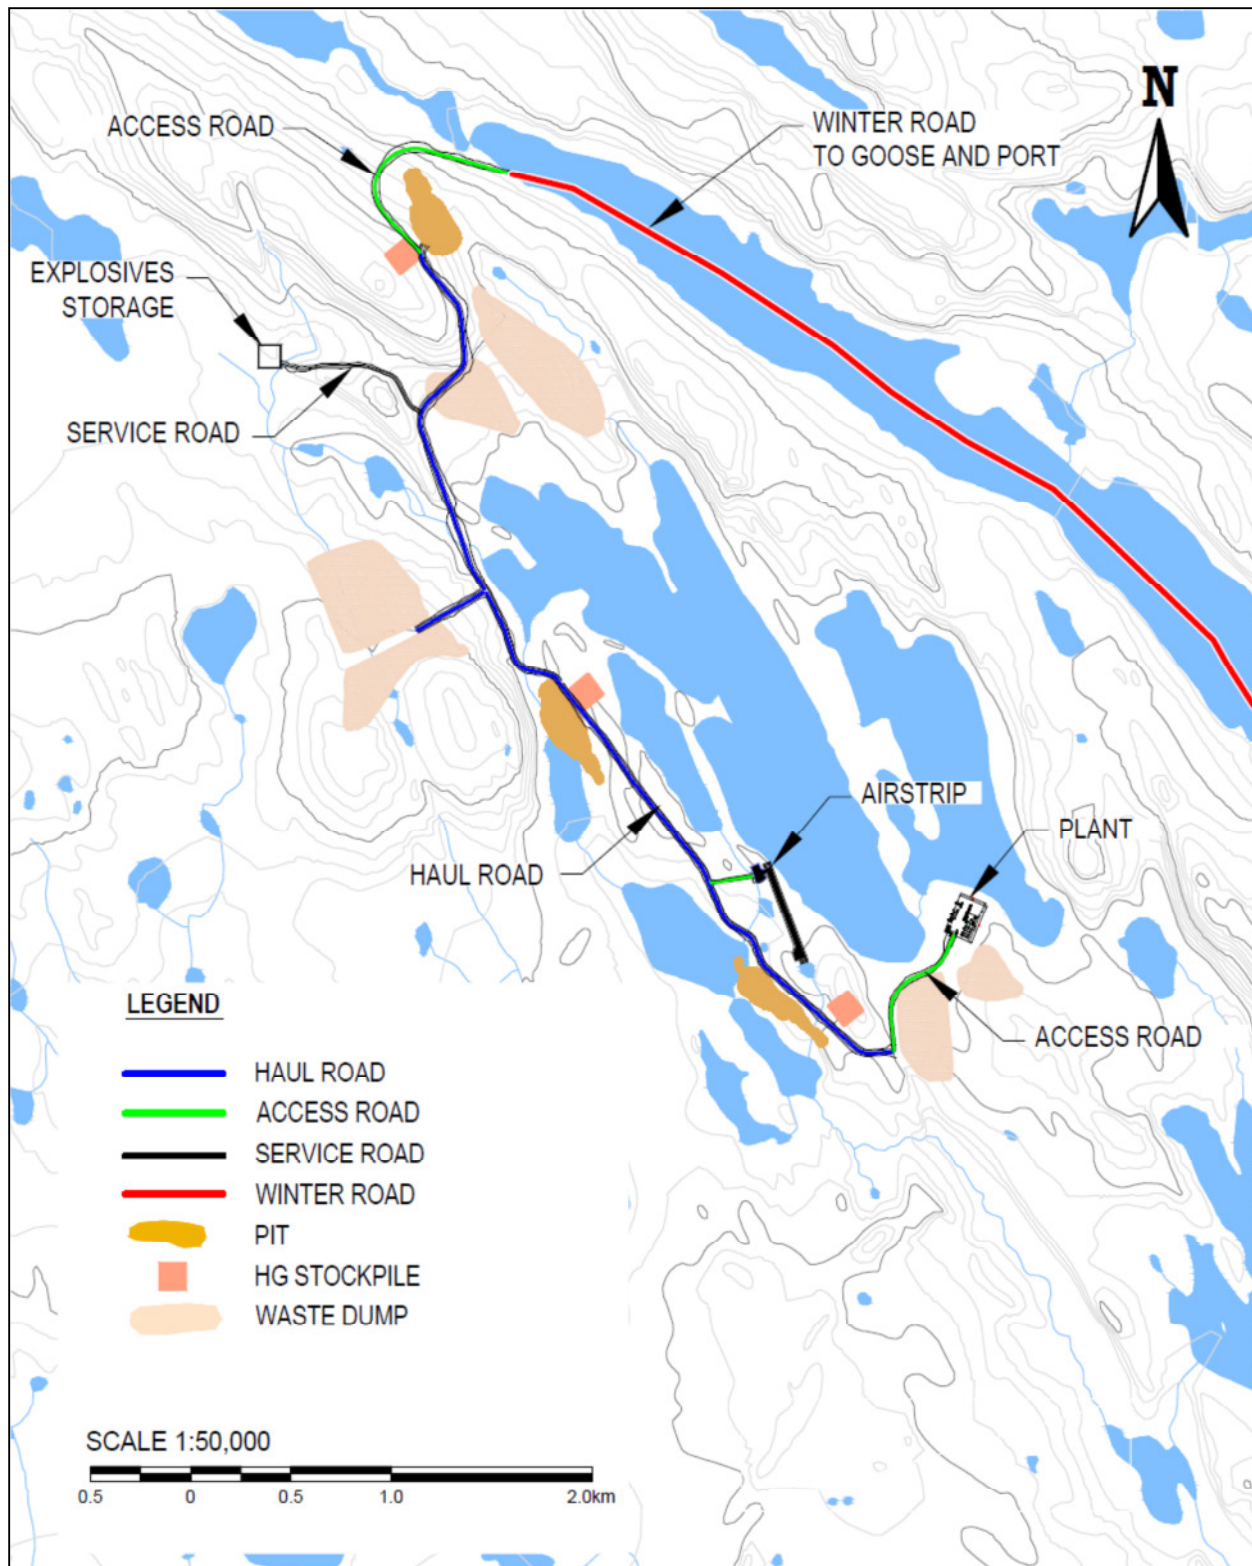 N
ACCESS ROAD
WINTER ROAD
TO GOOSE AND PORT
EXPLOSIVES
STORAGE
SERVICE ROAD
AIRSTRIP
PLANT
HAUL ROAD
ACCESS ROAD
LEGEND
HAUL ROAD
ACCESS ROAD
SERVICE ROAD
WINTER ROAD
PIT
HG STOCKPILE
WASTE DUMP
SCALE 1:50,000
0.5 0 0.5 1.0 2.0km